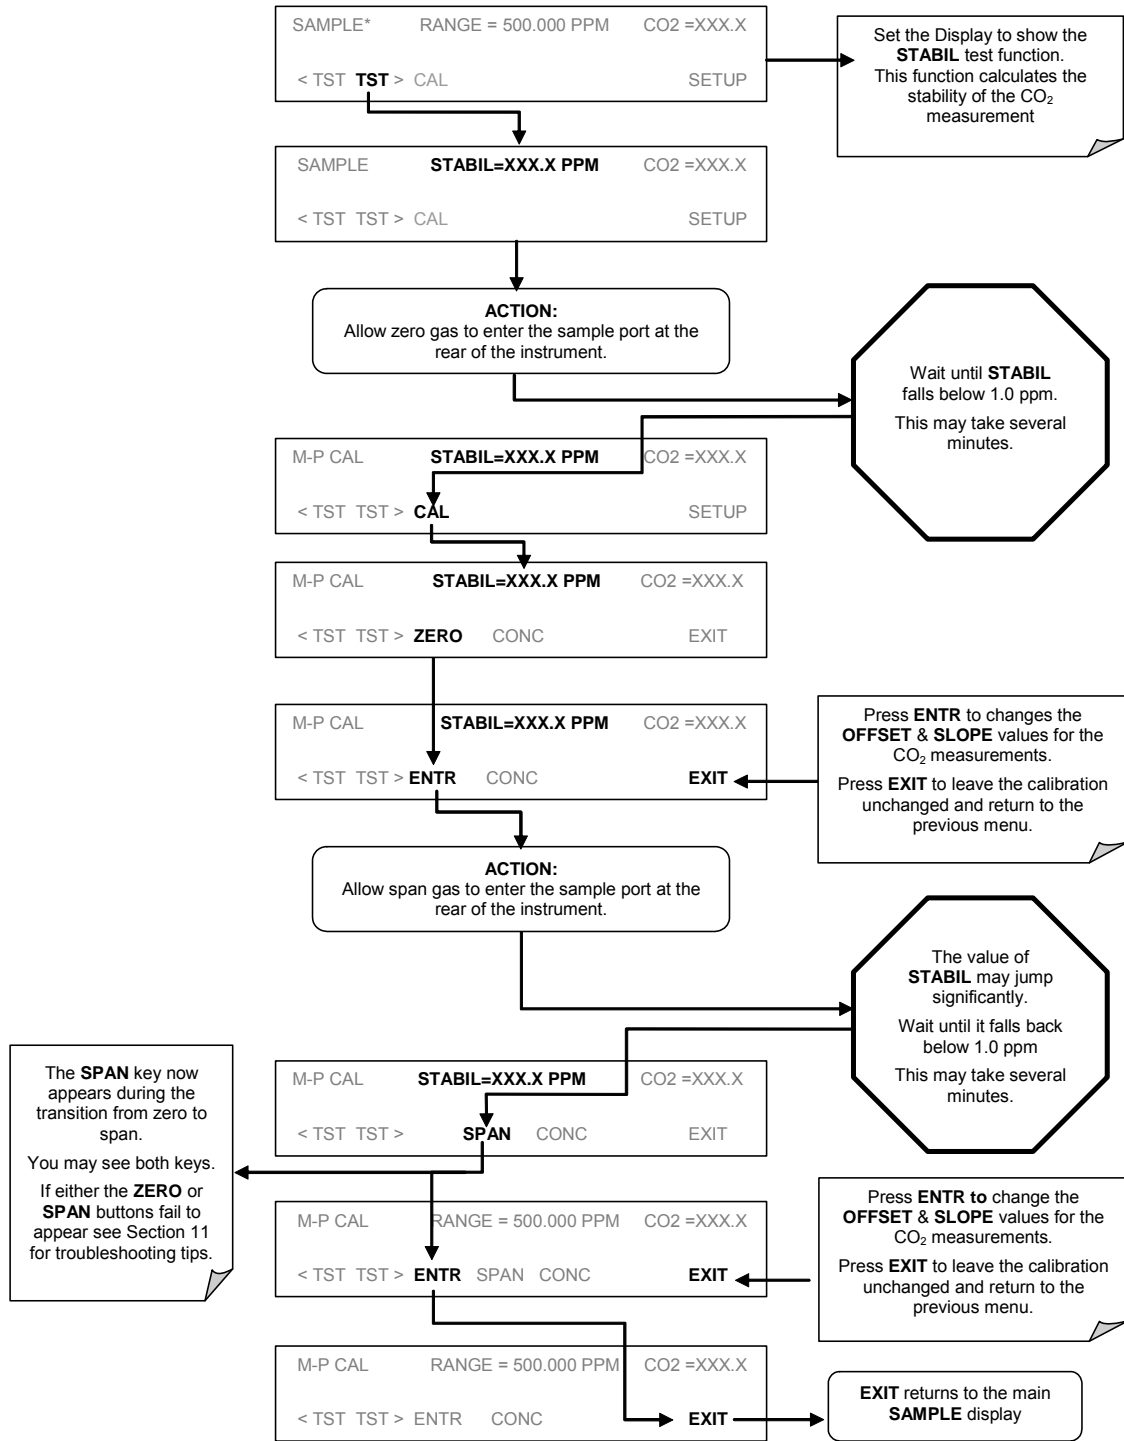 SAMPLE* RANGE = 500.000 PPM CO2 =XXX.X
< TST TST > CAL SETUP
Set the Display to show the
STABIL test function.
This function calculates the
stability of the CO2
measurement
SAMPLE STABIL=XXX.X PPM CO2 =XXX.X
< TST TST > CAL SETUP
ACTION:
Allow zero gas to enter the sample port at the
rear of the instrument.
Wait until STABIL
falls below 1.0 ppm.
This may take several
minutes.
M-P CAL STABIL=XXX.X PPM CO2 =XXX.X
< TST TST > CAL SETUP
M-P CAL STABIL=XXX.X PPM CO2 =XXX.X
< TST TST > ZERO CONC EXIT
M-P CAL STABIL=XXX.X PPM CO2 =XXX.X
< TST TST > ENTR CONC EXIT
Press ENTR to changes the
OFFSET & SLOPE values for the
CO2 measurements.
Press EXIT to leave the calibration
unchanged and return to the
previous menu.
ACTION:
Allow span gas to enter the sample port at the
rear of the instrument.
The value of
STABIL may jump
significantly.
Wait until it falls back
below 1.0 ppm
This may take several
minutes.
The SPAN key now
appears during the
transition from zero to
span.
You may see both keys.
If either the ZERO or
SPAN buttons fail to
appear see Section 11
for troubleshooting tips.
M-P CAL STABIL=XXX.X PPM CO2 =XXX.X
< TST TST > SPAN CONC EXIT
M-P CAL RANGE = 500.000 PPM CO2 =XXX.X
< TST TST > ENTR SPAN CONC EXIT
Press ENTR to change the
OFFSET & SLOPE values for the
CO2 measurements.
Press EXIT to leave the calibration
unchanged and return to the
previous menu.
M-P CAL RANGE = 500.000 PPM CO2 =XXX.X
< TST TST > ENTR CONC EXIT
EXIT returns to the main
SAMPLE display